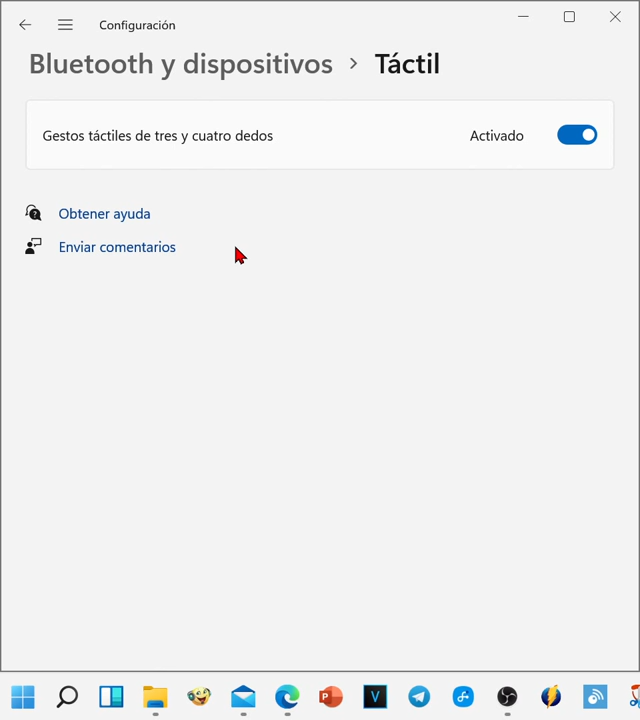 Configuración
Bluetooth y dispositivos > Táctil
Gestos táctiles de tres y cuatro dedos Activado
Obtener ayuda
Enviar comentarios